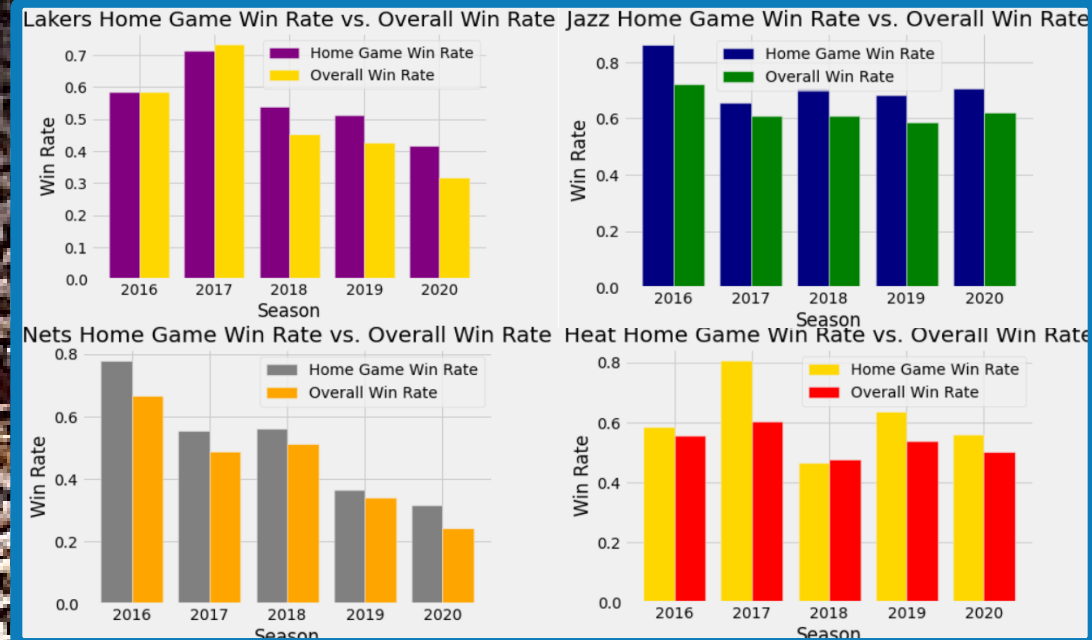 Lakers Home Game Win Rate vs. Overall Win Rate
Home Game Win Rate
Overall Win Rate
Win Rate
0.7
0.6
0.5
0.4
0.3
0.2
0.1
0.0
2016 2017 2018 2019 2020
Season
Jazz Home Game Win Rate vs. Overall Win Rate
Home Game Win Rate
Overall Win Rate
Win Rate
0.8
0.6
0.4
0.2
0.0
2016 2017 2018 2019 2020
Season
Nets Home Game Win Rate vs. Overall Win Rate
Home Game Win Rate
Overall Win Rate
Win Rate
0.8
0.6
0.4
0.2
0.0
2016 2017 2018 2019 2020
Season
Heat Home Game Win Rate vs. Overall Win Rate
Home Game Win Rate
Overall Win Rate
Win Rate
0.8
0.6
0.4
0.2
0.0
2016 2017 2018 2019 2020
Season